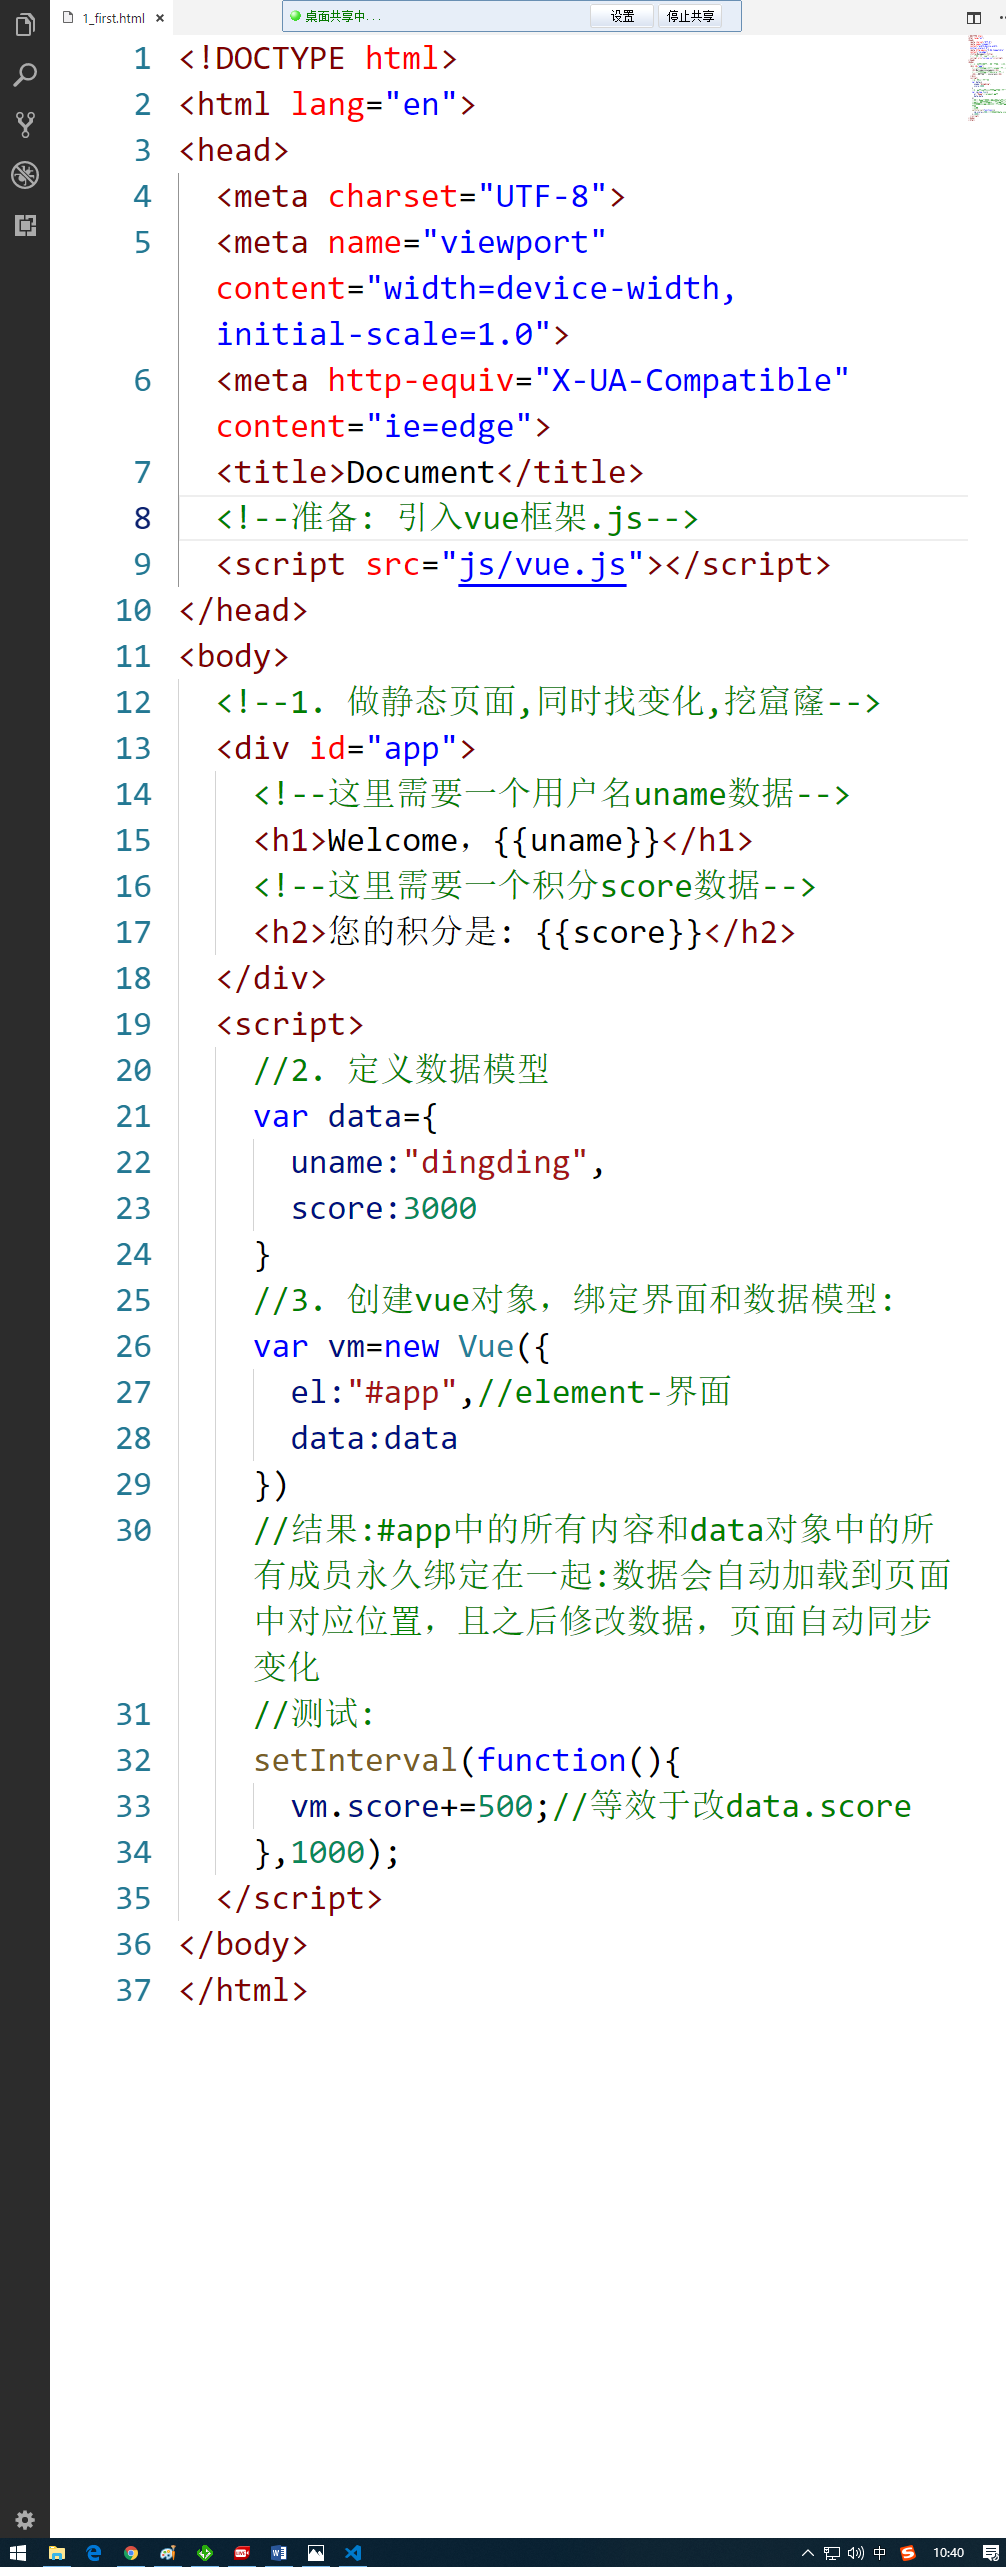 1_first.html ×
桌面共享中... 设置 停止共享
1 <!DOCTYPE html>
2 <html lang="en">
3 <head>
4   <meta charset="UTF-8">
5   <meta name="viewport"
  content="width=device-width,
  initial-scale=1.0">
6   <meta http-equiv="X-UA-Compatible"
  content="ie=edge">
7   <title>Document</title>
8   <!--准备: 引入vue框架.js-->
9   <script src="js/vue.js"></script>
10 </head>
11 <body>
12   <!--1. 做静态页面,同时找变化,挖窟窿-->
13   <div id="app">
14     <!--这里需要一个用户名uname数据-->
15     <h1>Welcome, {{uname}}</h1>
16     <!--这里需要一个积分score数据-->
17     <h2>您的积分是: {{score}}</h2>
18   </div>
19   <script>
20     //2. 定义数据模型
21     var data={
22       uname:"dingding",
23       score:3000
24     }
25     //3. 创建vue对象，绑定界面和数据模型:
26     var vm=new Vue({
27       el:"#app",//element-界面
28       data:data
29     })
30     //结果:#app中的所有内容和data对象中的所
    有成员永久绑定在一起:数据会自动加载到页面
    中对应位置，且之后修改数据，页面自动同步
    变化
31     //测试:
32     setInterval(function(){
33       vm.score+=500;//等效于改data.score
34     },1000);
35   </script>
36 </body>
37 </html>
中 10:40